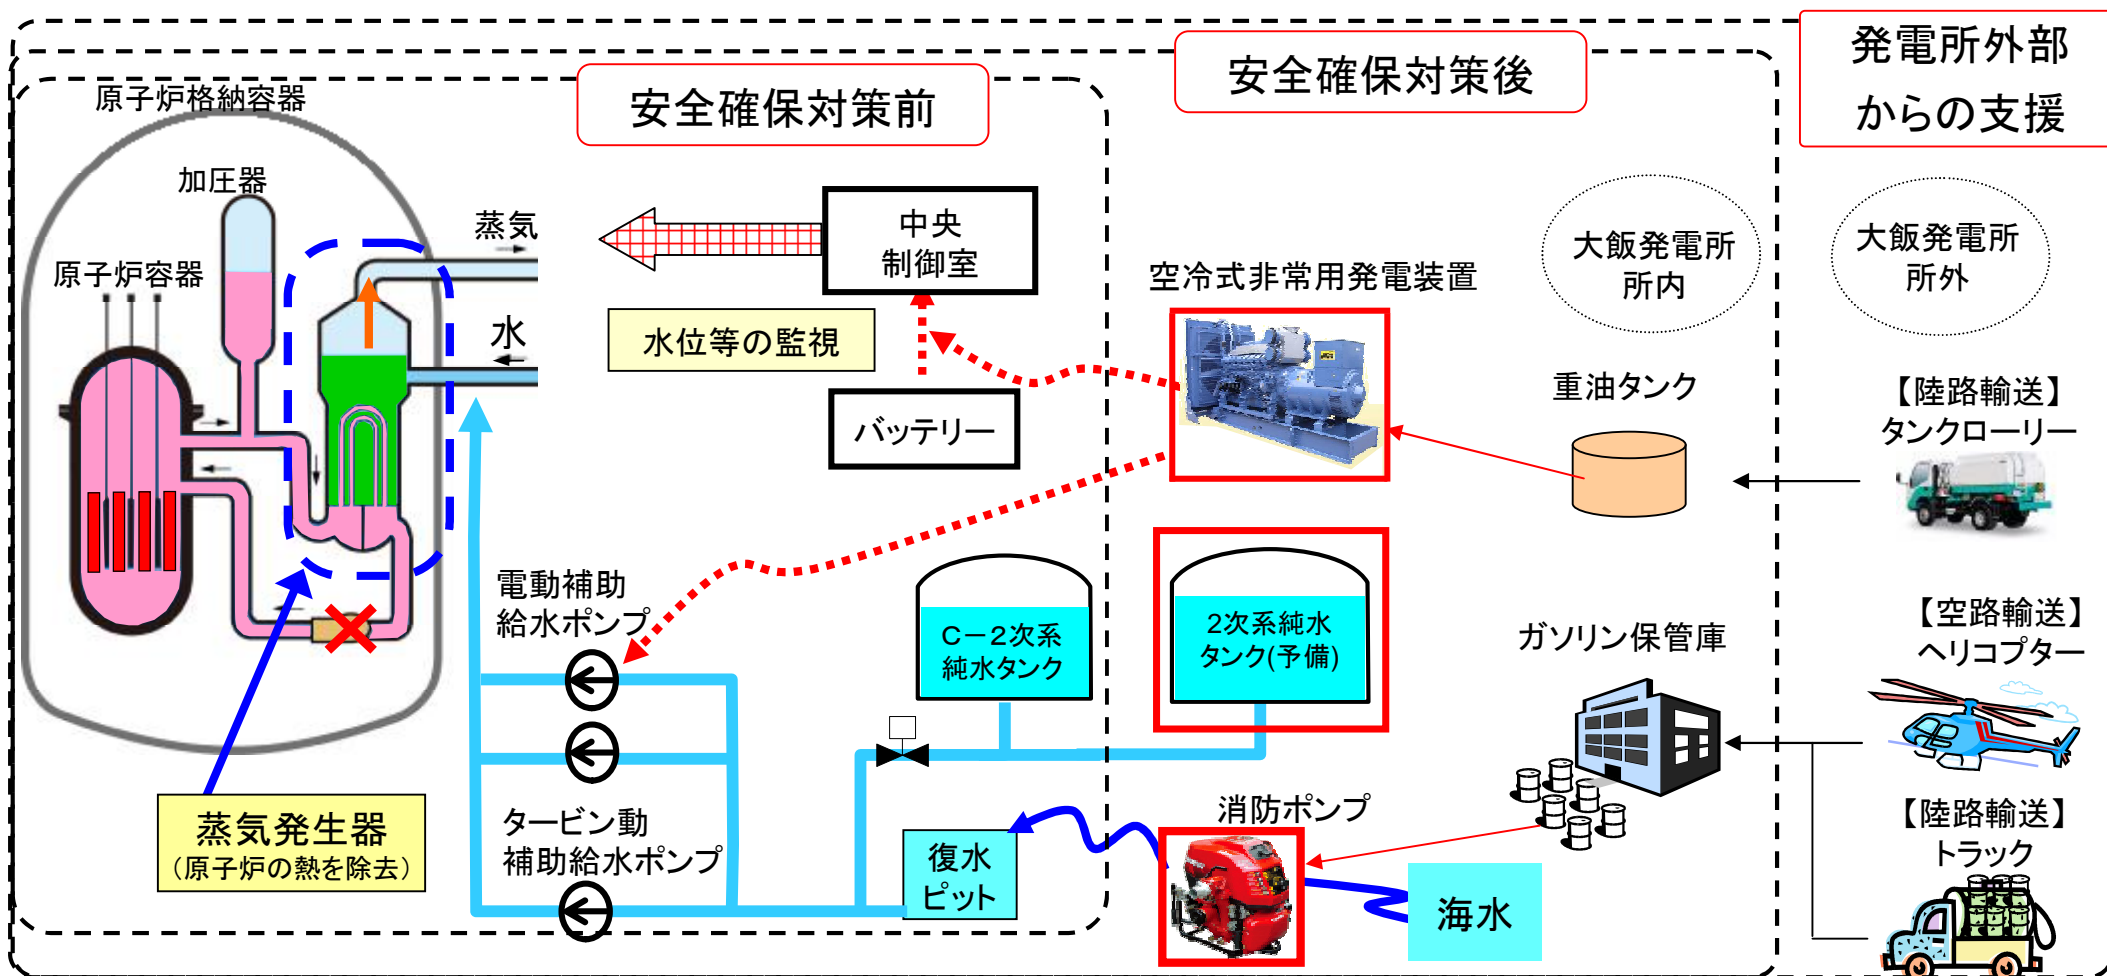 発電所外部
からの支援
安全確保対策後
安全確保対策前
原子炉格納容器
加圧器
蒸気
原子炉容器
水
中央
制御室
水位等の監視
バッテリー
空冷式非常用発電装置
大飯発電所
所内
大飯発電所
所外
重油タンク
【陸路輸送】
タンクローリー
電動補助
給水ポンプ
C－2次系
純水タンク
2次系純水
タンク(予備)
ガソリン保管庫
【空路輸送】
ヘリコプター
蒸気発生器
(原子炉の熱を除去)
タービン動
補助給水ポンプ
復水
ピット
消防ポンプ
海水
【陸路輸送】
トラック